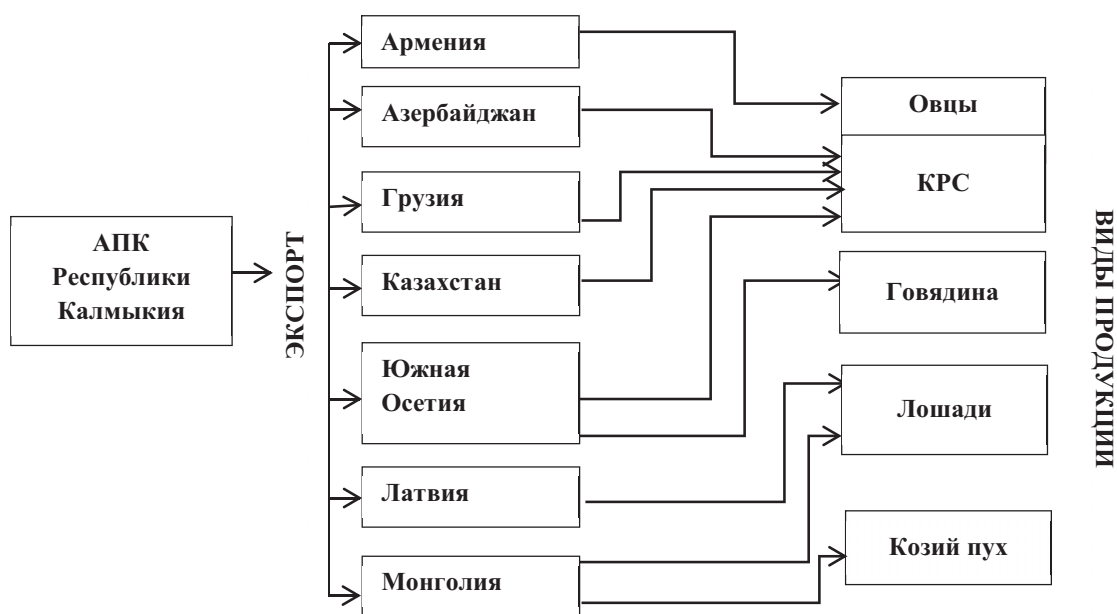 АПК
Республики
Калмыкия
ЭКСПОРТ
Армения
Азербайджан
Грузия
Казахстан
Южная
Осетия
Латвия
Монголия
Овцы
КРС
Говядина
Лошади
Козий пух
ВИДЫ ПРОДУКЦИИ